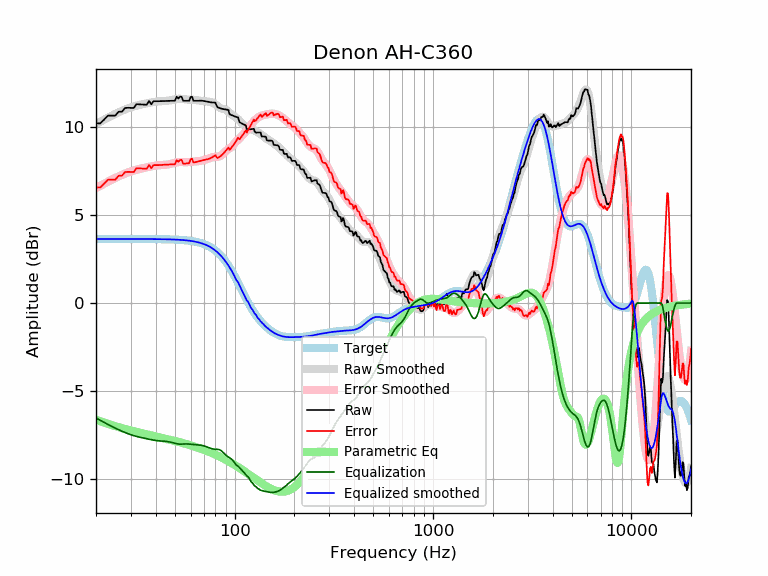 Denon AH-C360
Amplitude (dBr)
10
5
0
−5
−10
Target
Raw Smoothed
Error Smoothed
Raw
Error
Parametric Eq
Equalization
Equalized smoothed
100
1000
10000
Frequency (Hz)